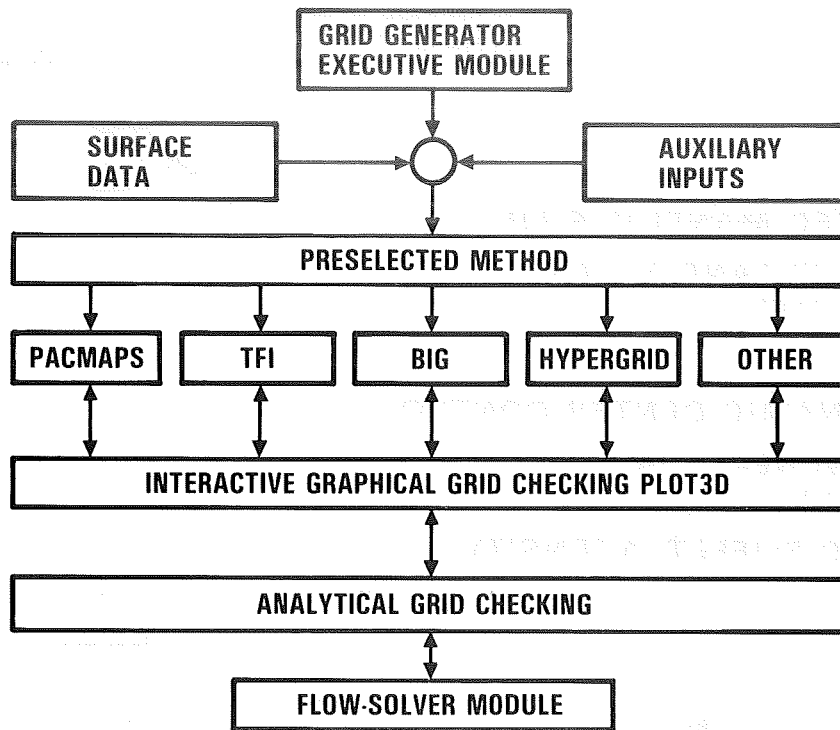 GRID GENERATOR
EXECUTIVE MODULE
SURFACE
DATA
AUXILIARY
INPUTS
PRESELECTED METHOD
PACMAPS
TFI
BIG
HYPERGRID
OTHER
INTERACTIVE GRAPHICAL GRID CHECKING PLOT3D
ANALYTICAL GRID CHECKING
FLOW-SOLVER MODULE